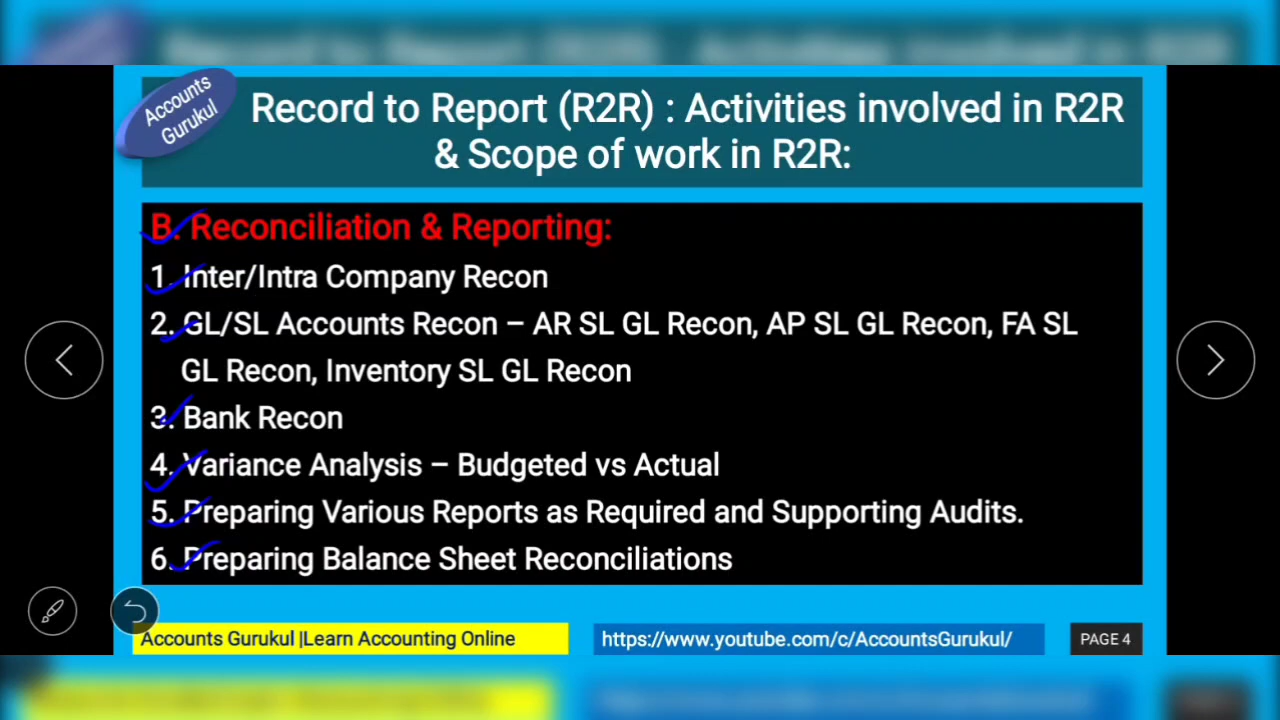 Accounts
Gurukul
Record to Report (R2R) : Activities involved in R2R
& Scope of work in R2R:
B. Reconciliation & Reporting:
1. Inter/Intra Company Recon
2. GL/SL Accounts Recon – AR SL GL Recon, AP SL GL Recon, FA SL
GL Recon, Inventory SL GL Recon
3. Bank Recon
4. Variance Analysis – Budgeted vs Actual
5. Preparing Various Reports as Required and Supporting Audits.
6. Preparing Balance Sheet Reconciliations
Accounts Gurukul |Learn Accounting Online
https://www.youtube.com/c/AccountsGurukul/
PAGE 4